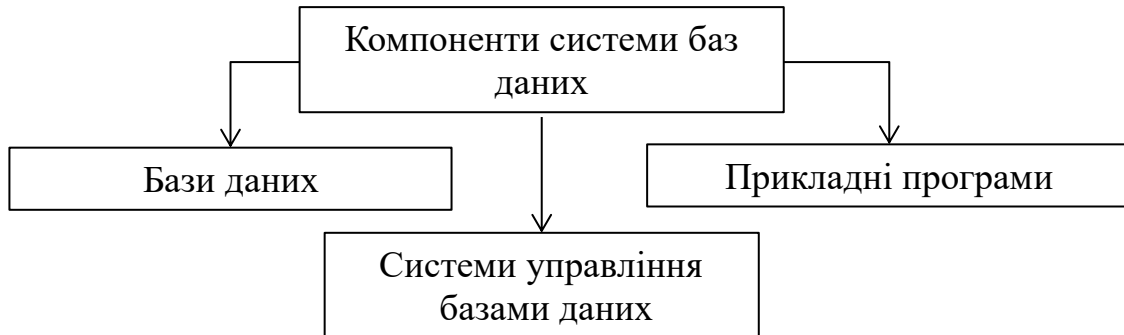 Компоненти системи баз
даних
Бази даних
Прикладні програми
Системи управління
базами даних